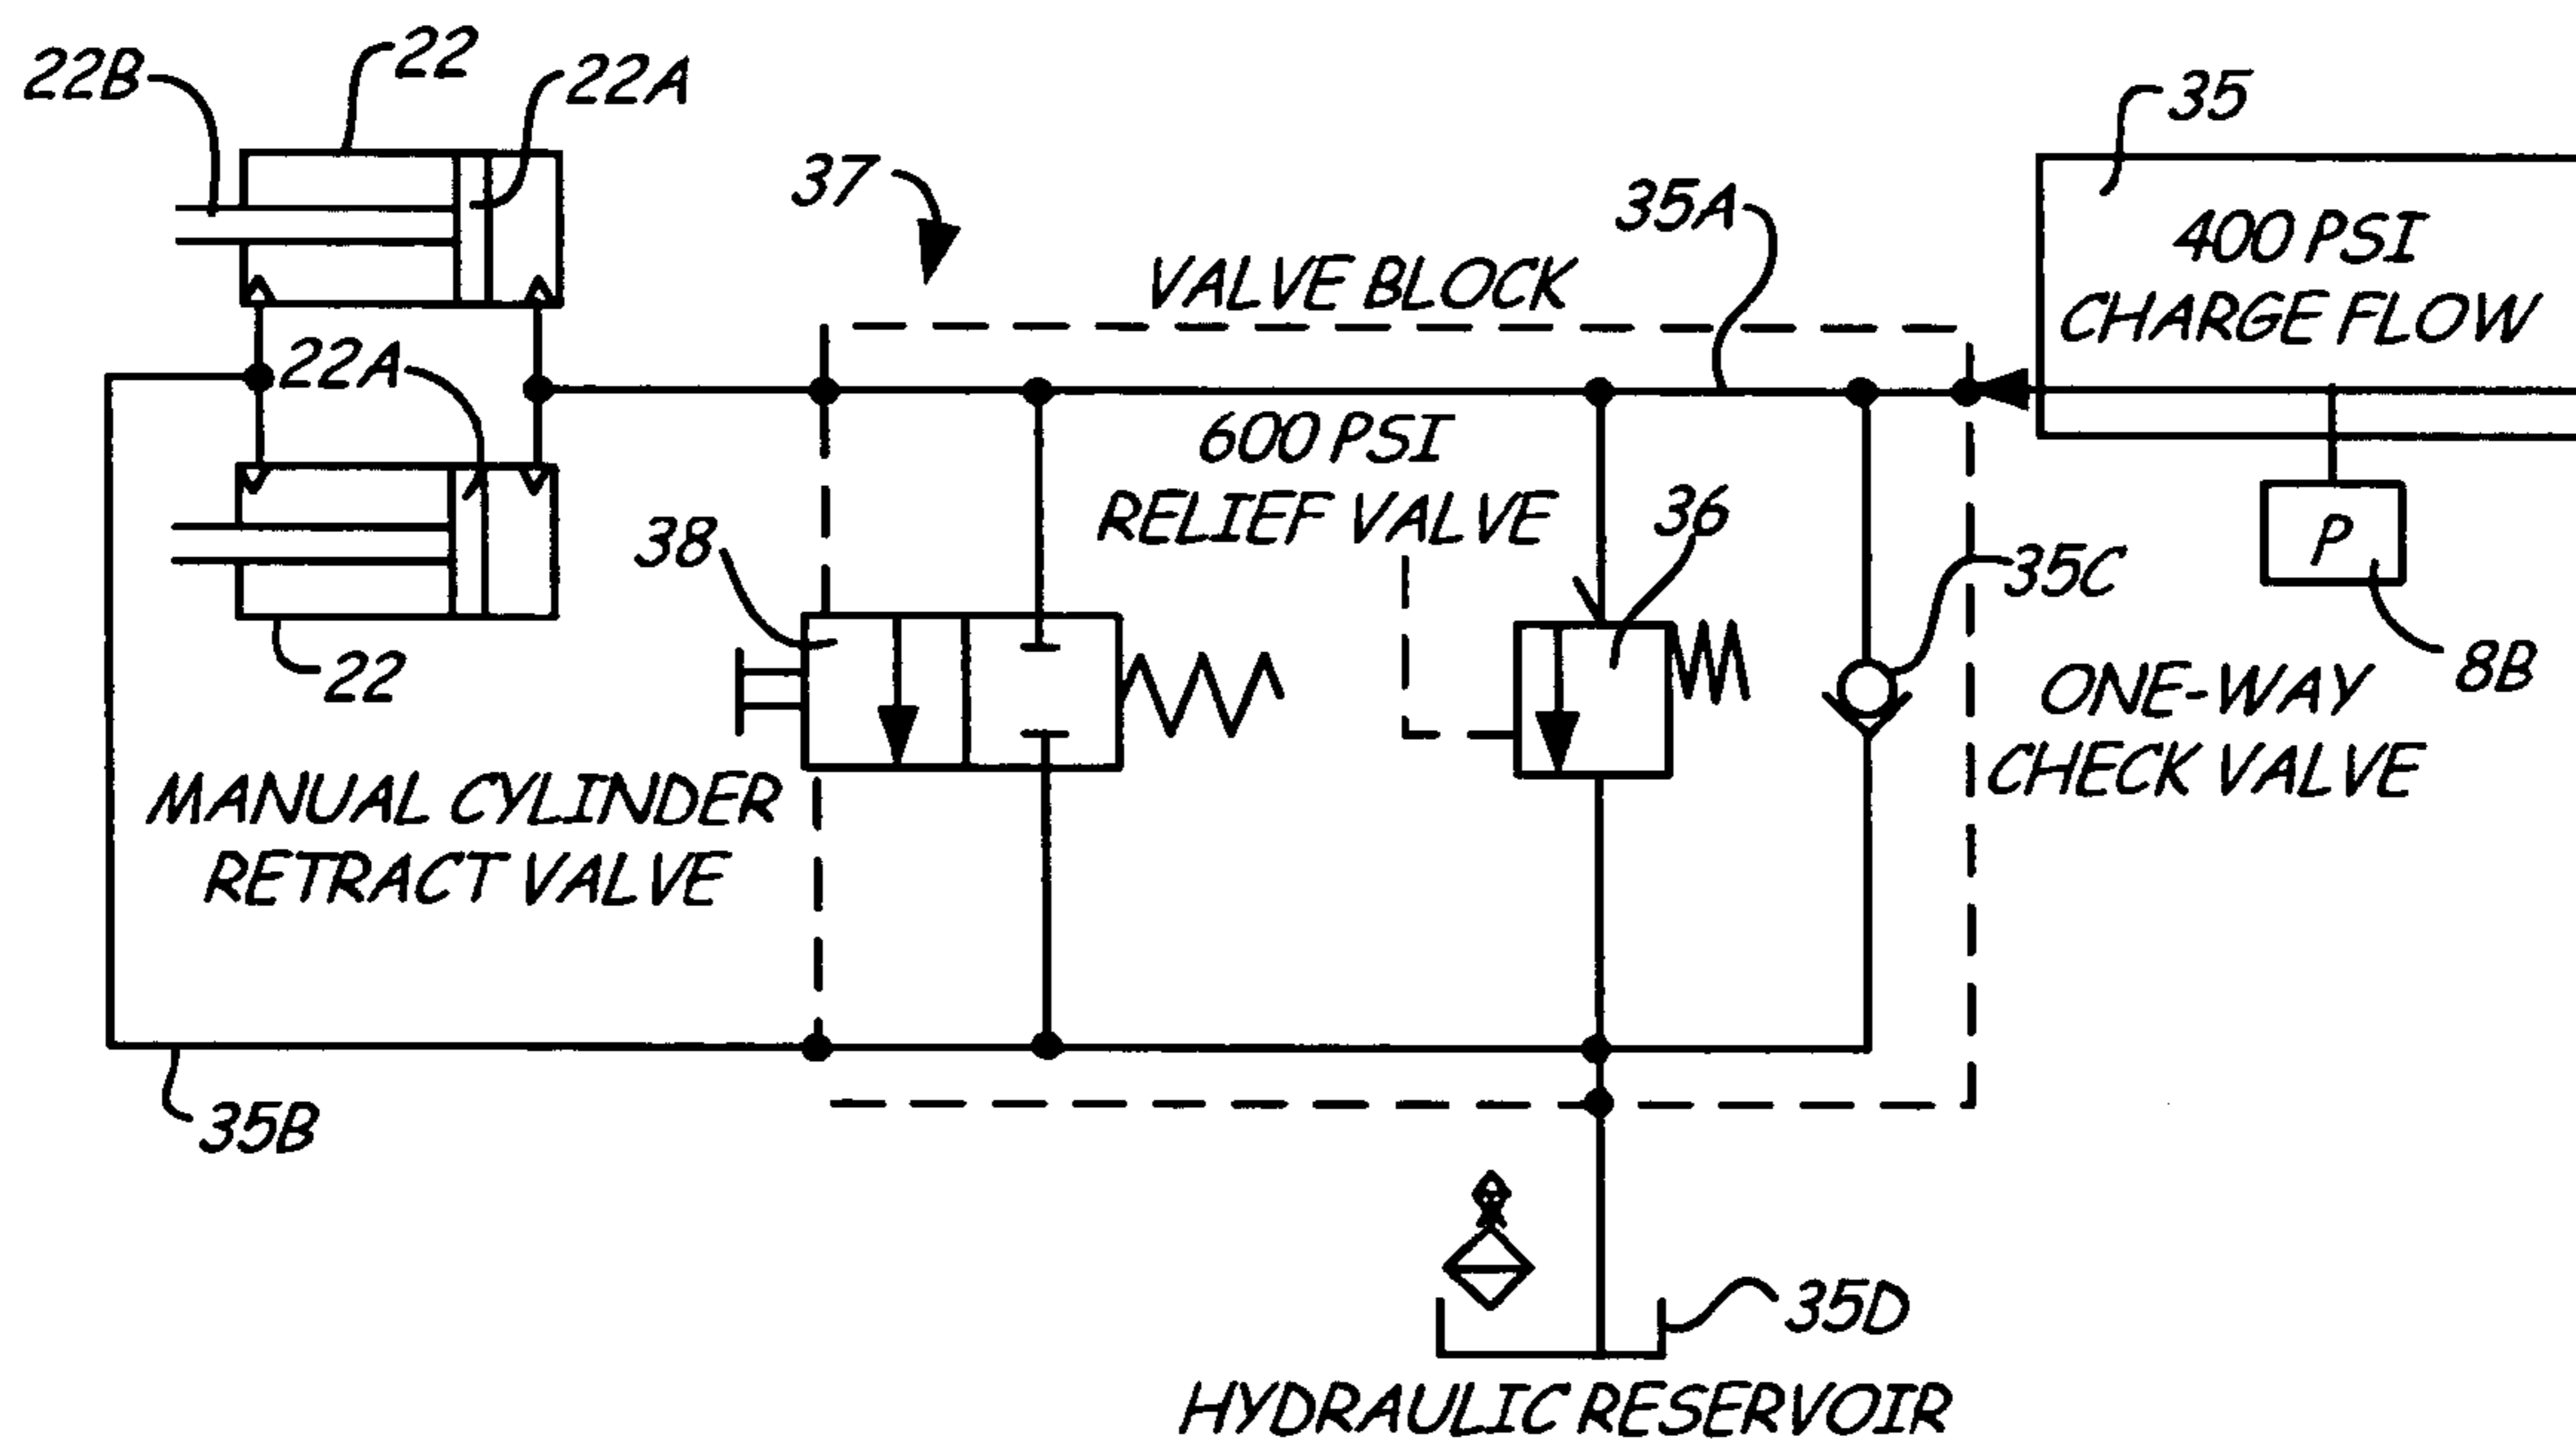 22
22B
22A
35
37
35A
400 PSI
CHARGE FLOW
VALVE BLOCK
22A
600 PSI
RELIEF VALVE
36
38
35C
P
22
8B
ONE-WAY
CHECK VALVE
MANUAL CYLINDER
RETRACT VALVE
35B
35D
HYDRAULIC RESERVOIR